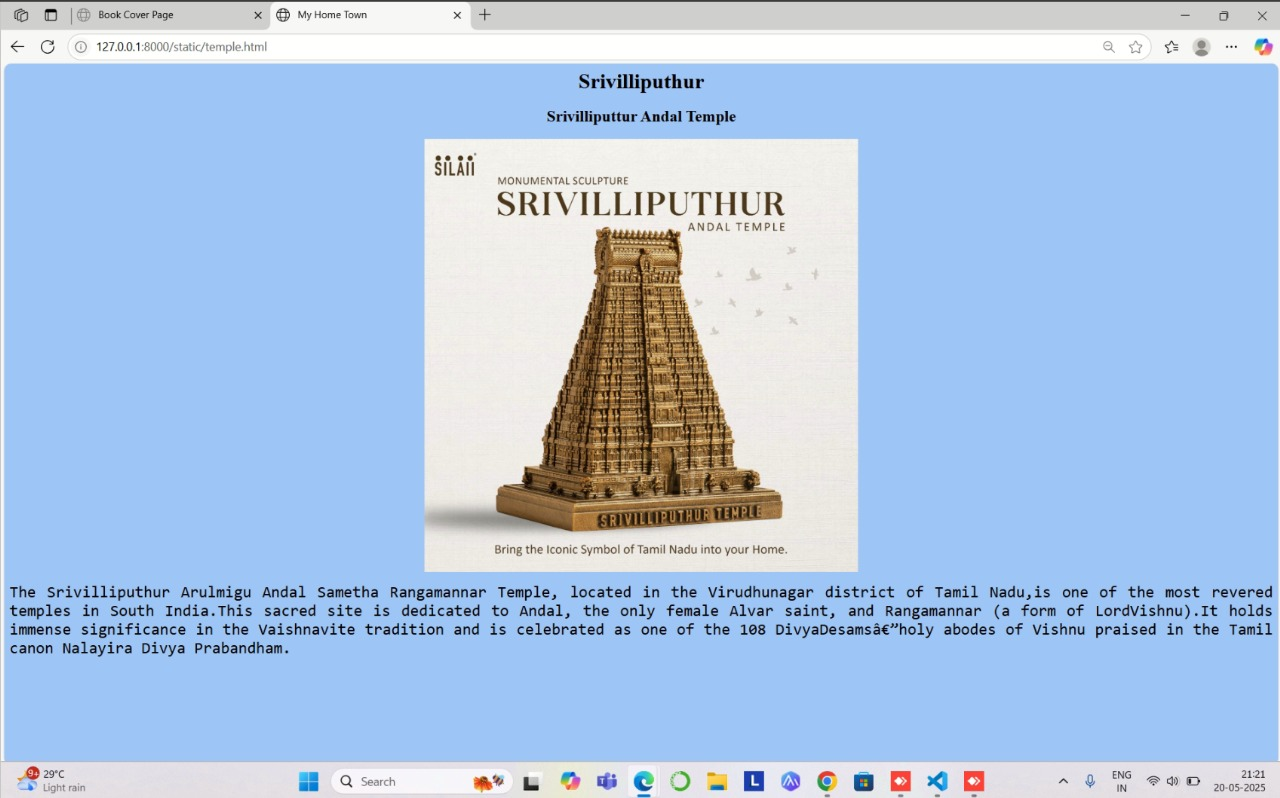 Book Cover Page
My Home Town
127.0.0.1:8000/static/temple.html
Srivilliputhur
Srivilliputtur Andal Temple
SILAII
MONUMENTAL SCULPTURE
SRIVILLIPUTHUR
ANDAL TEMPLE
SRIVILLIPUTHUR TEMPLE
Bring the Iconic Symbol of Tamil Nadu into your Home.
The Srivilliputhur Arulmigu Andal Sametha Rangamannar Temple, located in the Virudhunagar district of Tamil Nadu,is one of the most revered
temples in South India.This sacred site is dedicated to Andal, the only female Alvar saint, and Rangamannar (a form of LordVishnu).It holds
immense significance in the Vaishnavite tradition and is celebrated as one of the 108 DivyaDesamsâ€”holy abodes of Vishnu praised in the Tamil
canon Nalayira Divya Prabandham.
9+
29°C
Light rain
Search
L
ENG
IN
21:21
20-05-2025